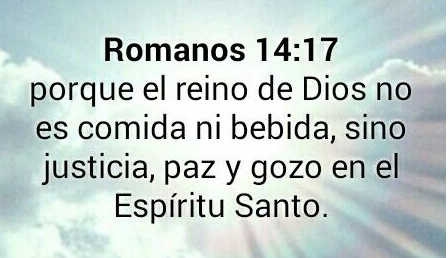 Romanos 14:17
porque el reino de Dios no
es comida ni bebida, sino
justicia, paz y gozo en el
Espíritu Santo.